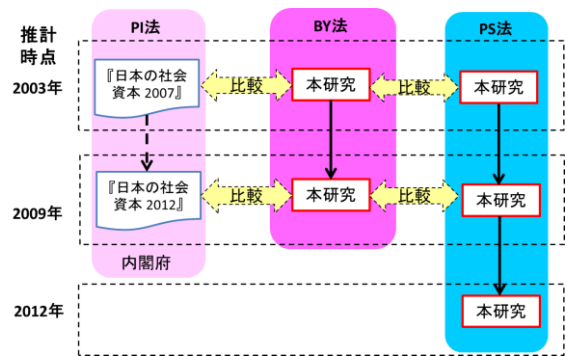 推計
時点
PI法
BY法
PS法
2003年
『日本の社会
資本 2007』
比較
本研究
比較
本研究
2009年
『日本の社会
資本 2012』
比較
本研究
比較
本研究
内閣府
2012年
本研究